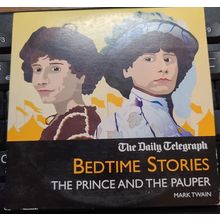 The Daily Telegraph
BEDTIME STORIES
THE PRINCE AND THE PAUPER
MARK TWAIN